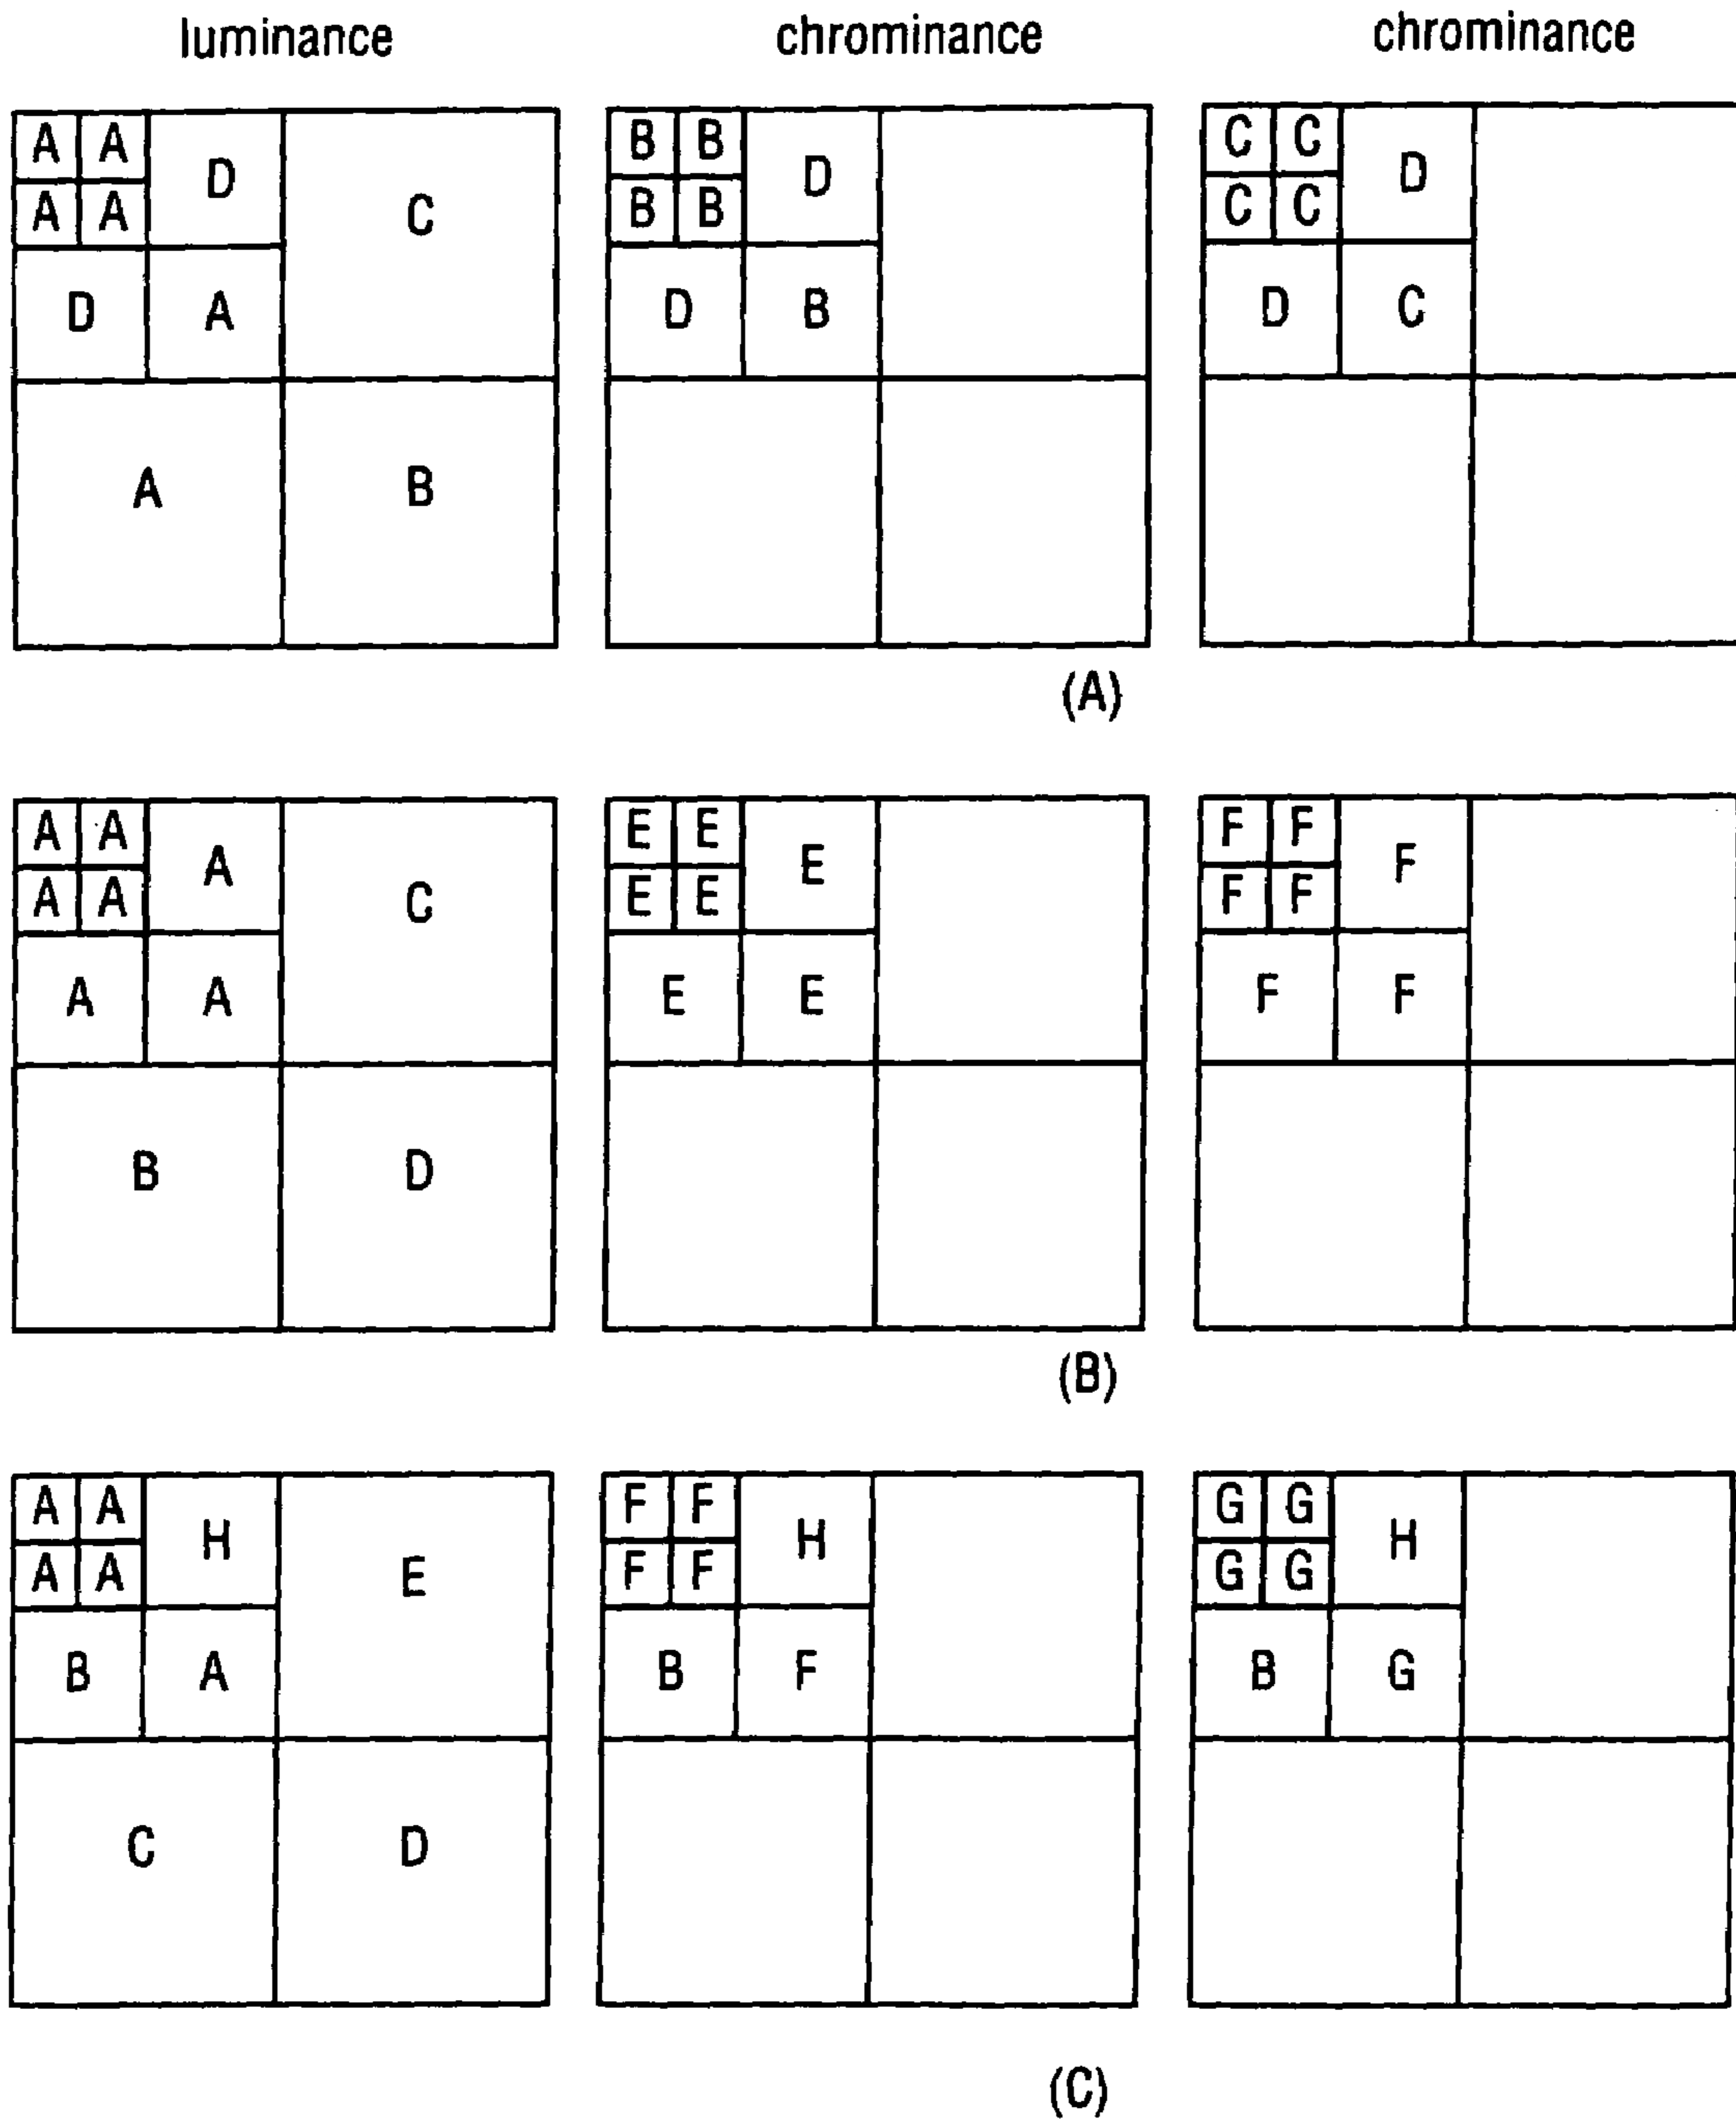 luminance chrominance chrominance
A A D C B B D C C D
A A B B C C
D A D B D C
A B
(A)
A A A C E E E F F F
A A E E F F
A A E E F F
B D
(B)
A A H E F F H G G H
A A F F G G
B A B F B G
C D
(C)